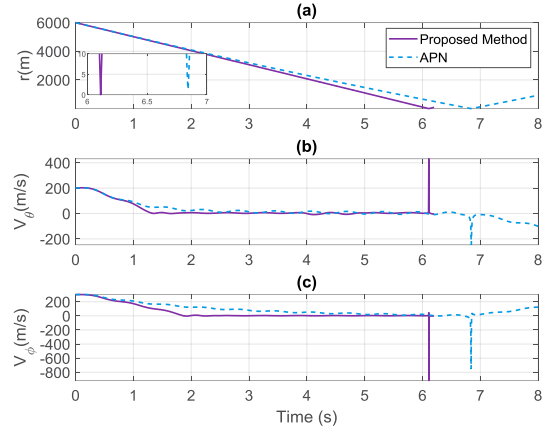 (a)
6000
4000
2000
r(m)
10
5
0
6
6.5
7
Proposed Method
APN
0 1 2 3 4 5 6 7 8
(b)
400
200
0
-200
V_θ(m/s)
0 1 2 3 4 5 6 7 8
(c)
200
0
-200
-400
-600
-800
V_ϕ(m/s)
0 1 2 3 4 5 6 7 8
Time (s)